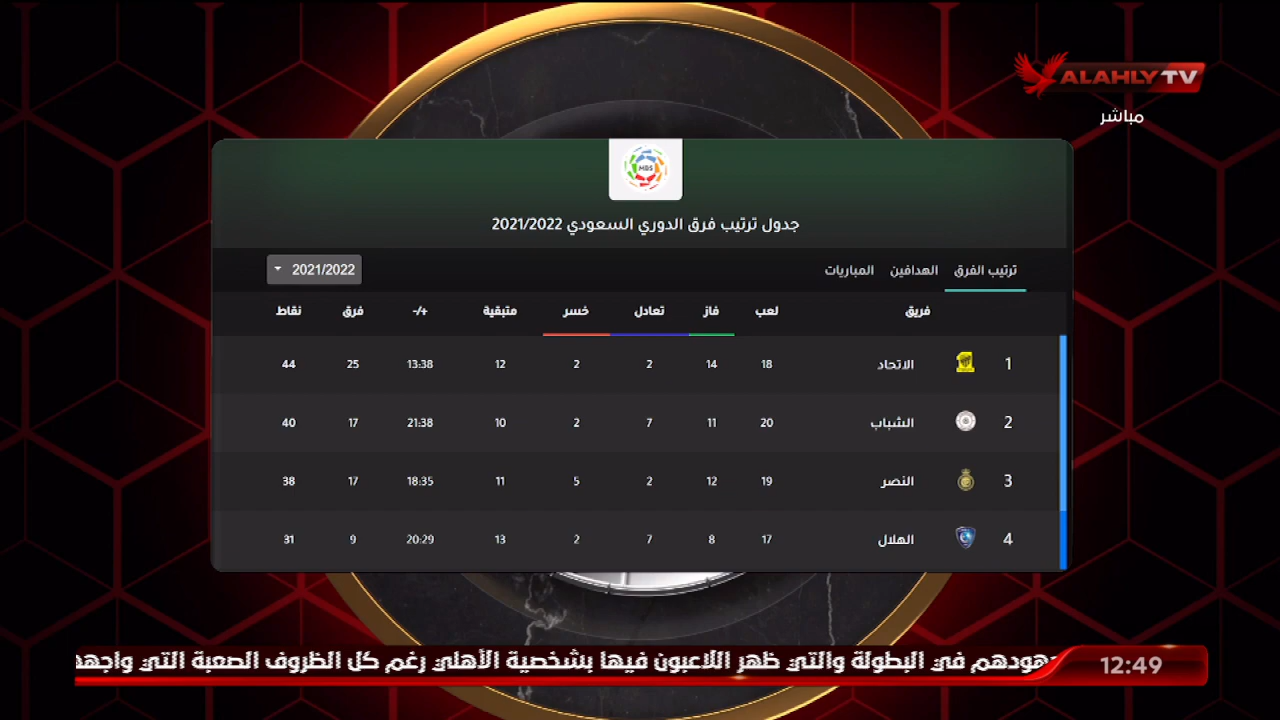 ALAHLY TV
مباشر
MBS
جدول ترتيب فرق الدوري السعودي 2021/2022
ترتيب الفرق الهدافين المباريات 2021/2022
فريق لعب فاز تعادل خسر متبقية +/- فرق نقاط
1 الاتحاد 18 14 2 2 12 13:38 25 44
2 الشباب 20 11 7 2 10 21:38 17 40
3 النصر 19 12 2 5 11 18:35 17 38
4 الهلال 17 8 7 2 13 20:29 9 31
هودهم في البطولة والتي ظهر اللاعبون فيها بشخصية الأهلي رغم كل الظروف الصعبة التي واجه
12:49